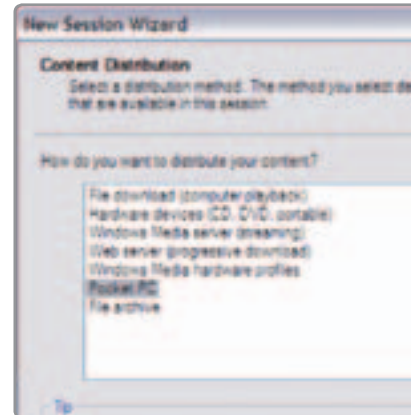 New Session Wizard
Content Distribution
Select a distribution method. The method you select de
that are available in this session.
How do you want to distribute your content?
File download (computer playback)
Hardware devices (CD, DVD, portable)
Windows Media server (streaming)
Web server (progressive download)
Windows Media hardware profiles
Pocket PC
File archive
Tip